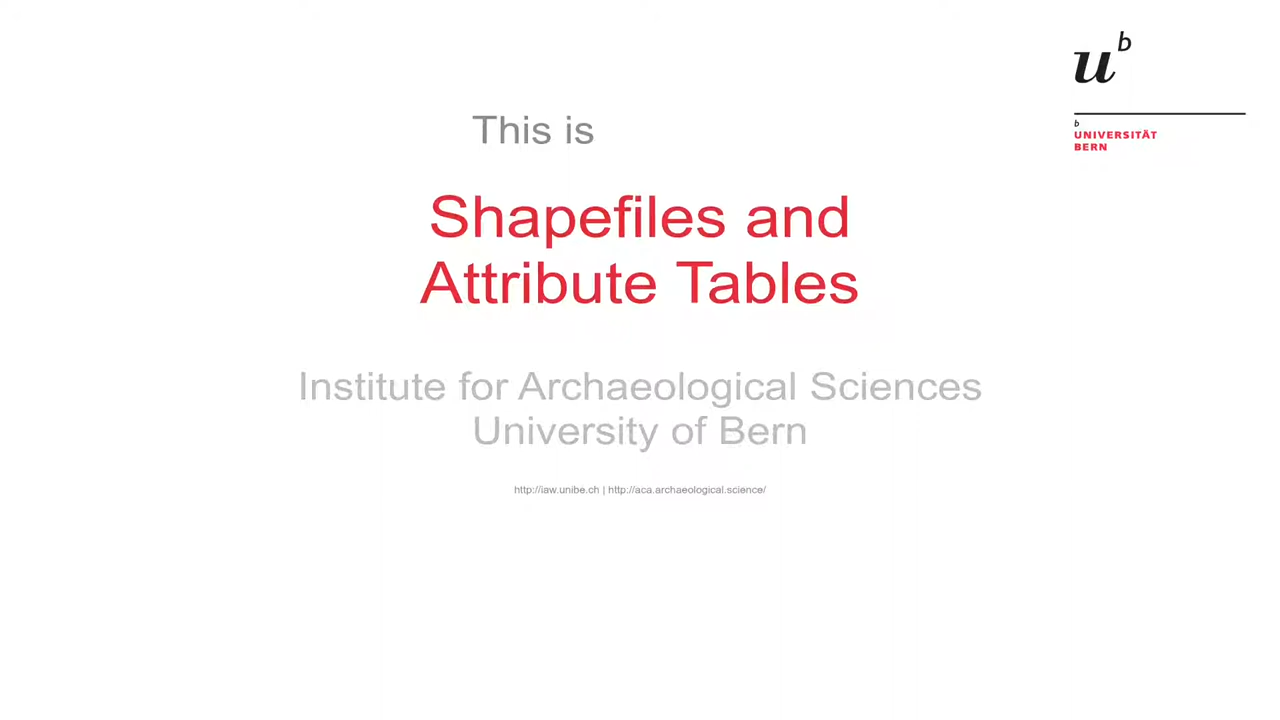 u^b
b
UNIVERSITÄT
BERN
This is
Shapefiles and
Attribute Tables
Institute for Archaeological Sciences
University of Bern
http://iaw.unibe.ch | http://aca.archaeological.science/